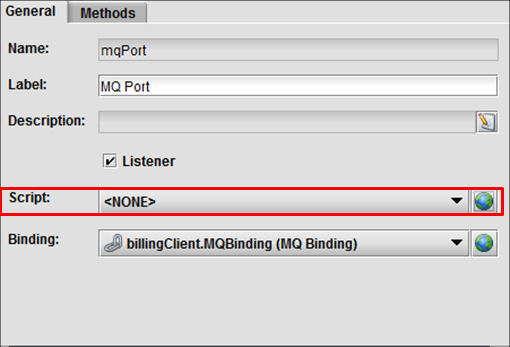 General Methods
Name: mqPort
Label: MQ Port
Description:
Listener
Script: <NONE>
Binding: billingClient.MQBinding (MQ Binding)